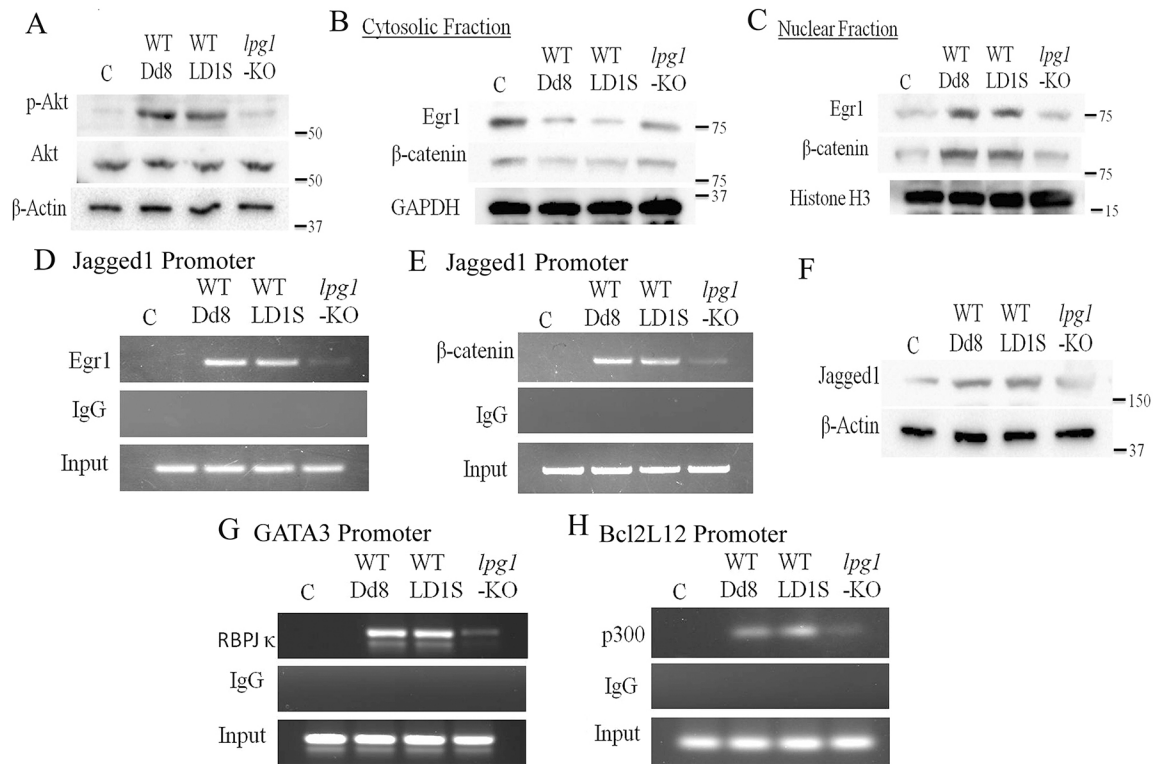 A
C
WT
Dd8
WT
LD1S
lpg1
-KO
p-Akt
50
Akt
50
β-Actin
37
B
Cytosolic Fraction
C
WT
Dd8
WT
LD1S
lpg1
-KO
Egr1
75
β-catenin
75
37
GAPDH
C
Nuclear Fraction
C
WT
Dd8
WT
LD1S
lpg1
-KO
Egr1
75
β-catenin
75
Histone H3
15
D Jagged1 Promoter
C
WT
Dd8
WT
LD1S
lpg1
-KO
Egr1
IgG
Input
E Jagged1 Promoter
C
WT
Dd8
WT
LD1S
lpg1
-KO
β-catenin
IgG
Input
F
C
WT
Dd8
WT
LD1S
lpg1
-KO
Jagged1
150
β-Actin
37
G GATA3 Promoter
C
WT
Dd8
WT
LD1S
lpg1
-KO
RBPJ κ
IgG
Input
H Bcl2L12 Promoter
C
WT
Dd8
WT
LD1S
lpg1
-KO
p300
IgG
Input